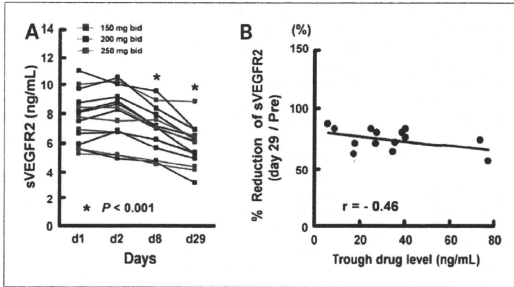 A
150 mg bid
200 mg bid
250 mg bid
sVEGFR2 (ng/mL)
14
12
10
8
6
4
2
0
*
*
* P < 0.001
d1 d2 d8 d29
Days
B
(%)
% Reduction of sVEGFR2
(day 29 / Pre)
150
100
50
0
r = - 0.46
0 20 40 60 80
Trough drug level (ng/mL)